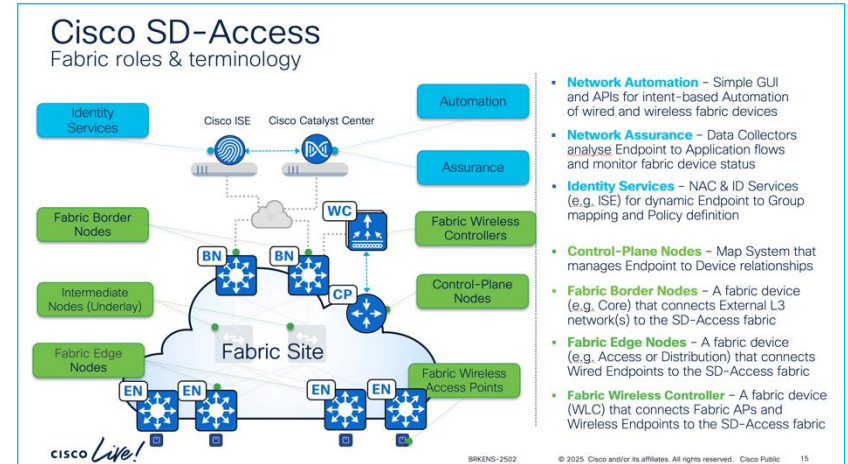 Cisco SD-Access
Fabric roles & terminology
Identity
Services
Cisco ISE
Cisco Catalyst Center
Automation
Assurance
Fabric Border
Nodes
WC
Fabric Wireless
Controllers
BN
BN
Intermediate
Nodes (Underlay)
CP
Control-Plane
Nodes
Fabric Site
Fabric Edge
Nodes
Fabric Wireless
Access Points
EN
EN
EN
EN
▪ Network Automation – Simple GUI
and APIs for intent-based Automation
of wired and wireless fabric devices
▪ Network Assurance – Data Collectors
analyse Endpoint to Application flows
and monitor fabric device status
▪ Identity Services – NAC & ID Services
(e.g. ISE) for dynamic Endpoint to Group
mapping and Policy definition
▪ Control-Plane Nodes – Map System that
manages Endpoint to Device relationships
▪ Fabric Border Nodes – A fabric device
(e.g. Core) that connects External L3
network(s) to the SD-Access fabric
▪ Fabric Edge Nodes – A fabric device
(e.g. Access or Distribution) that connects
Wired Endpoints to the SD-Access fabric
▪ Fabric Wireless Controller – A fabric device
(WLC) that connects Fabric APs and
Wireless Endpoints to the SD-Access fabric
CISCO Live!
BRKENS-2502
© 2025 Cisco and/or its affiliates. All rights reserved. Cisco Public
15